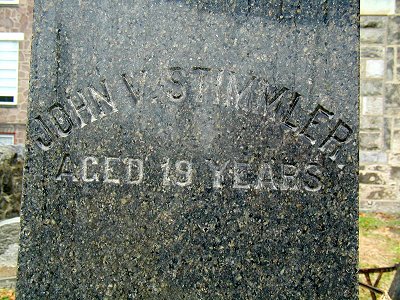 JOHN V. STIMMLER.
AGED 19 YEARS